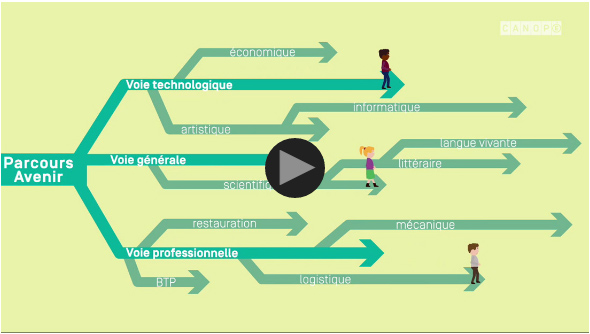 CANOPÉ
économique
Voie technologique
informatique
artistique
langue vivante
Parcours
Avenir
Voie générale
littéraire
scientifiq
restauration
mécanique
Voie professionnelle
BTP
logistique